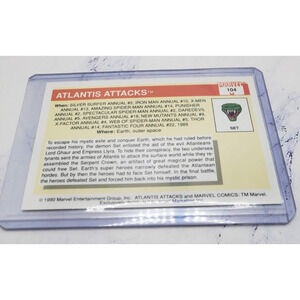 ATLANTIS ATTACKS™
MARVEL
104
When: SILVER SURFER ANNUAL #2, IRON MAN ANNUAL #10, X-MEN
ANNUAL #13, AMAZING SPIDER-MAN ANNUAL #23, PUNISHER
ANNUAL #2, SPECTACULAR SPIDER-MAN ANNUAL #9, DAREDEVIL
ANNUAL #5, AVENGERS ANNUAL #18, NEW MUTANTS ANNUAL #5,
X-FACTOR ANNUAL #4, WEB OF SPIDER-MAN ANNUAL #5, THOR
ANNUAL #14, FANTASTIC FOUR ANNUAL #22, 1989
Where: Earth, outer space
SET
To escape his mystic exile and conquer Earth, which he had ruled before
recorded history, the demon Set enlisted the aid of the evil Atlanteans
Lord Ghaur and Empress Llyra. To hide their conspiracy, the two undersea
tyrants sent the armies of Atlantis to attack the surface world while they re-
assembled the Serpent Crown, an artifact of great magical power that
could free Set. Earth's super heroes narrowly defeated the Atlantean
hordes. But by then the heroes had to face Set himself. In the final battle the
heroes defeated Set and forced him back into his mystic prison.
© 1990 Marvel Entertainment Group, Inc. ATLANTIS ATTACKS and MARVEL COMICS: TM Marvel.